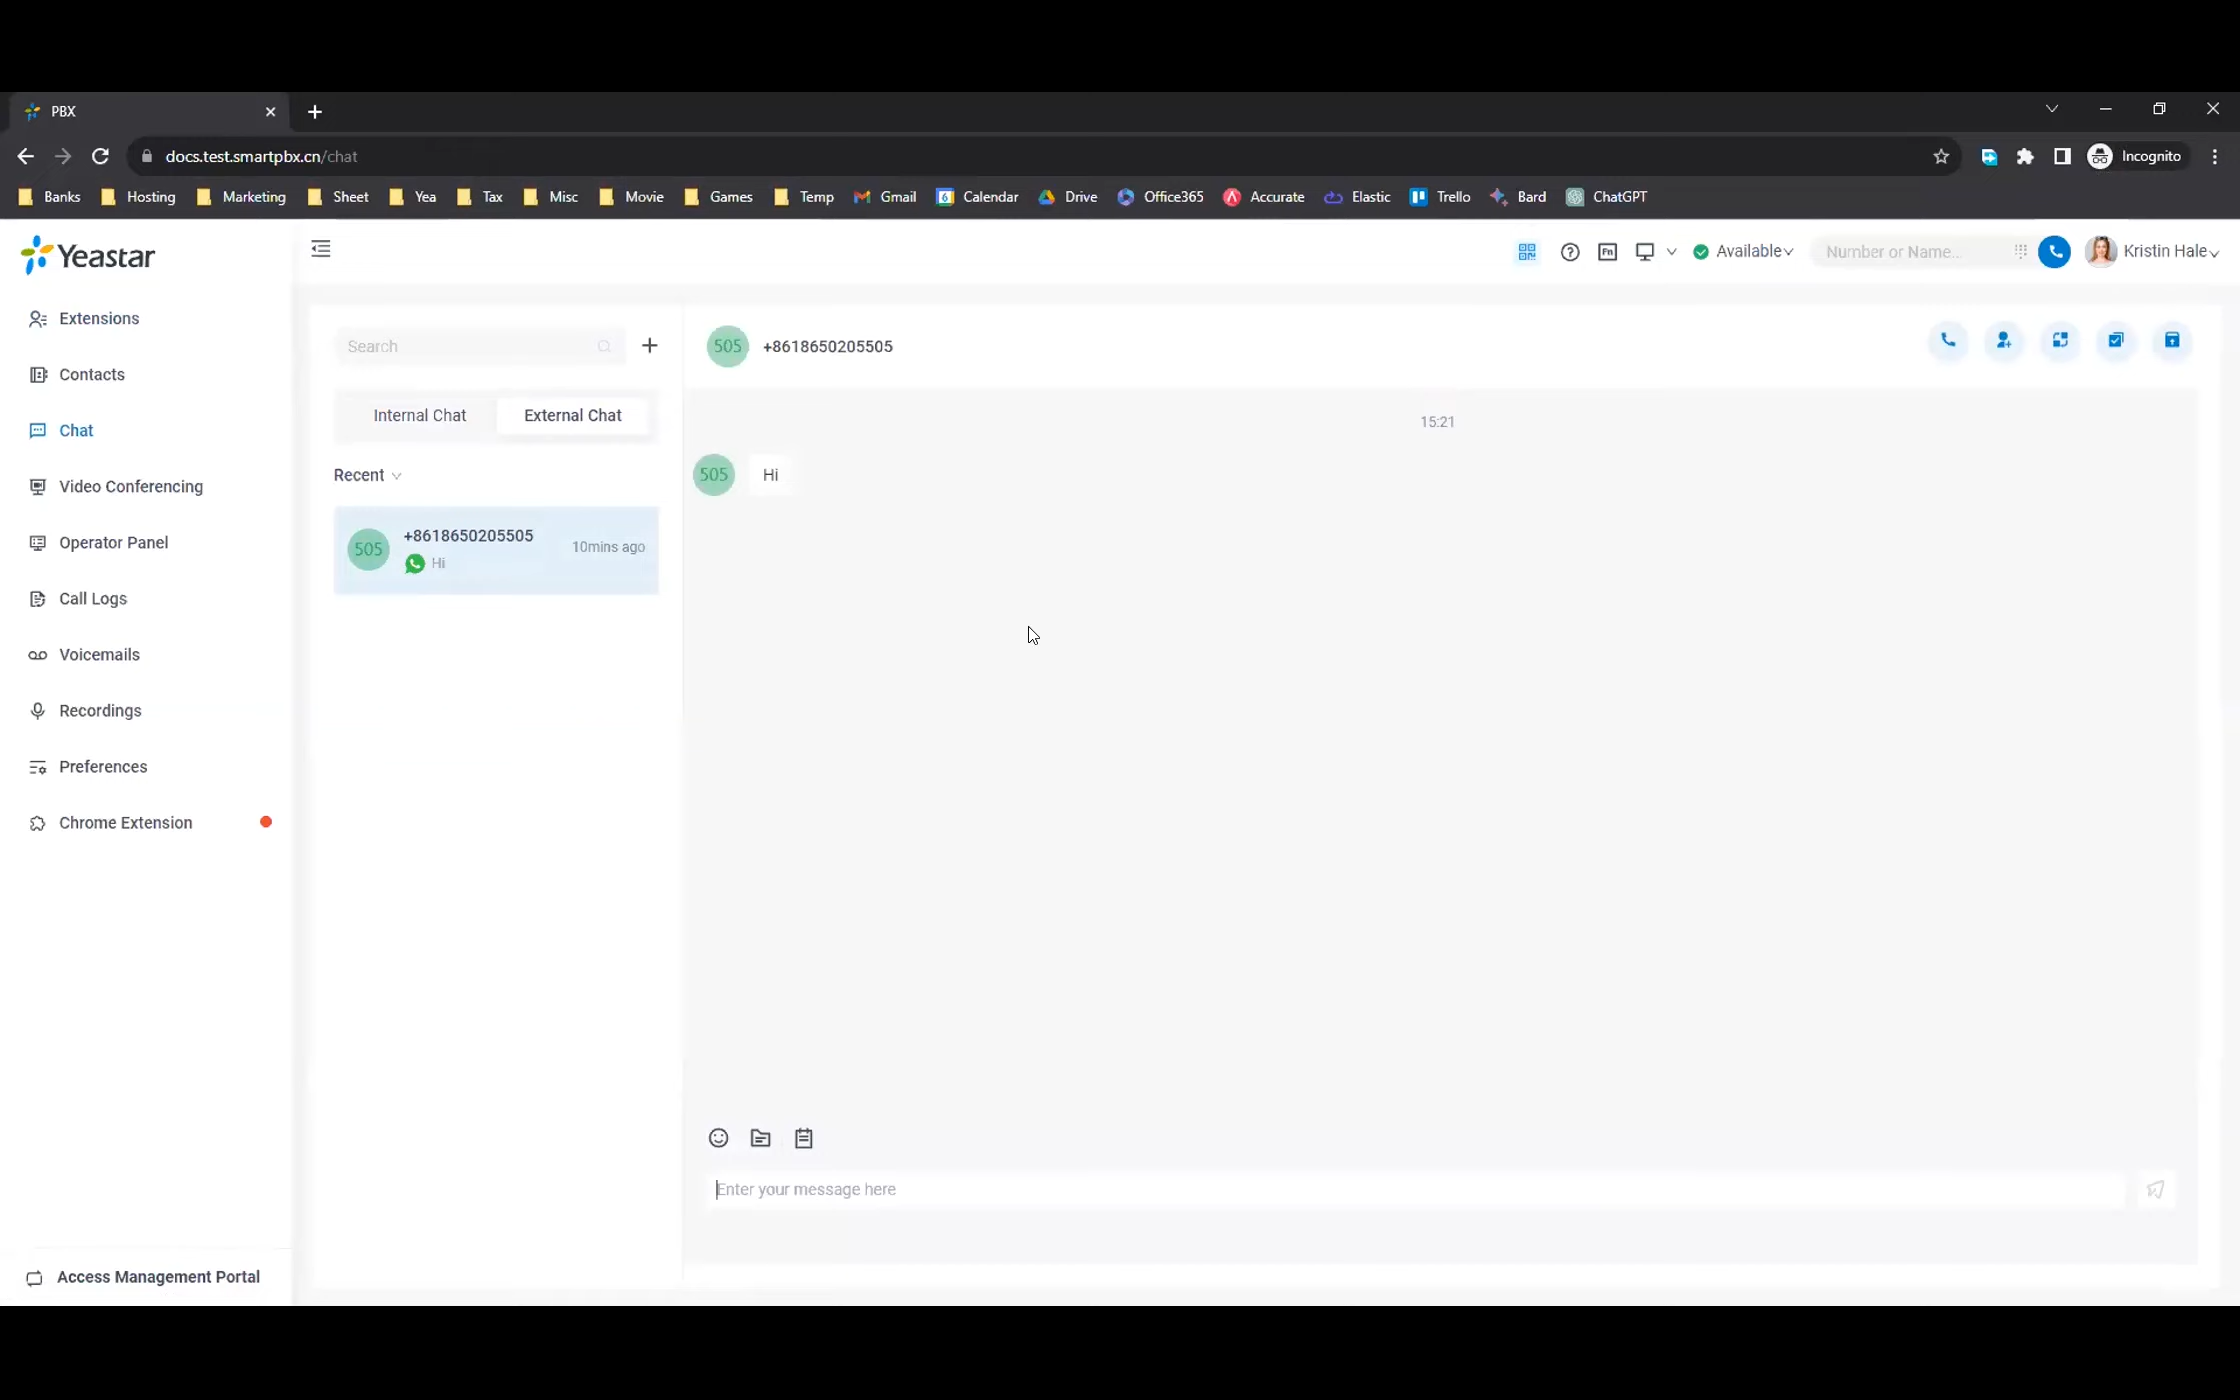 PBX
docs.test.smartpbx.cn/chat
Incognito
Banks Hosting Marketing Sheet Yea Tax Misc Movie Games Temp Gmail 6 Calendar Drive Office365 Accurate Elastic Trello Bard ChatGPT
Yeastar
Fn Available Number or Name... Kristin Hale
Extensions
Contacts
Chat
Video Conferencing
Operator Panel
Call Logs
Voicemails
Recordings
Preferences
Chrome Extension
Access Management Portal
Search
Internal Chat External Chat
Recent
505 +8618650205505 10mins ago
Hi
505 +8618650205505
15:21
505 Hi
Enter your message here